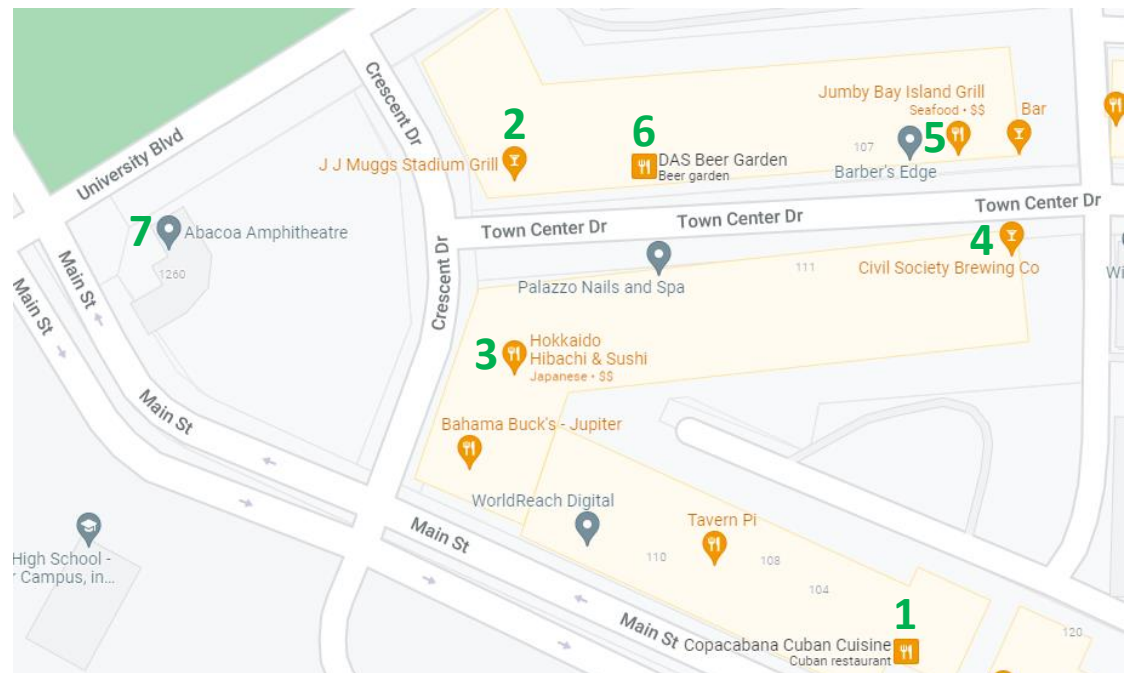 Crescent Dr
University Blvd
2
J J Muggs Stadium Grill
6
DAS Beer Garden
Beer garden
Jumby Bay Island Grill
Seafood • $$
5
Bar
107
Barber's Edge
7
Abacoa Amphitheatre
1260
Town Center Dr
Town Center Dr
Town Center Dr
4
Civil Society Brewing Co
Main St
Main St
Crescent Dr
Palazzo Nails and Spa
111
3
Hokkaido
Hibachi & Sushi
Japanese • $$
Main St
Bahama Buck's - Jupiter
WorldReach Digital
Tavern Pi
Main St
110
108
104
High School -
Campus, in...
1
Main St
Copacabana Cuban Cuisine
Cuban restaurant
120